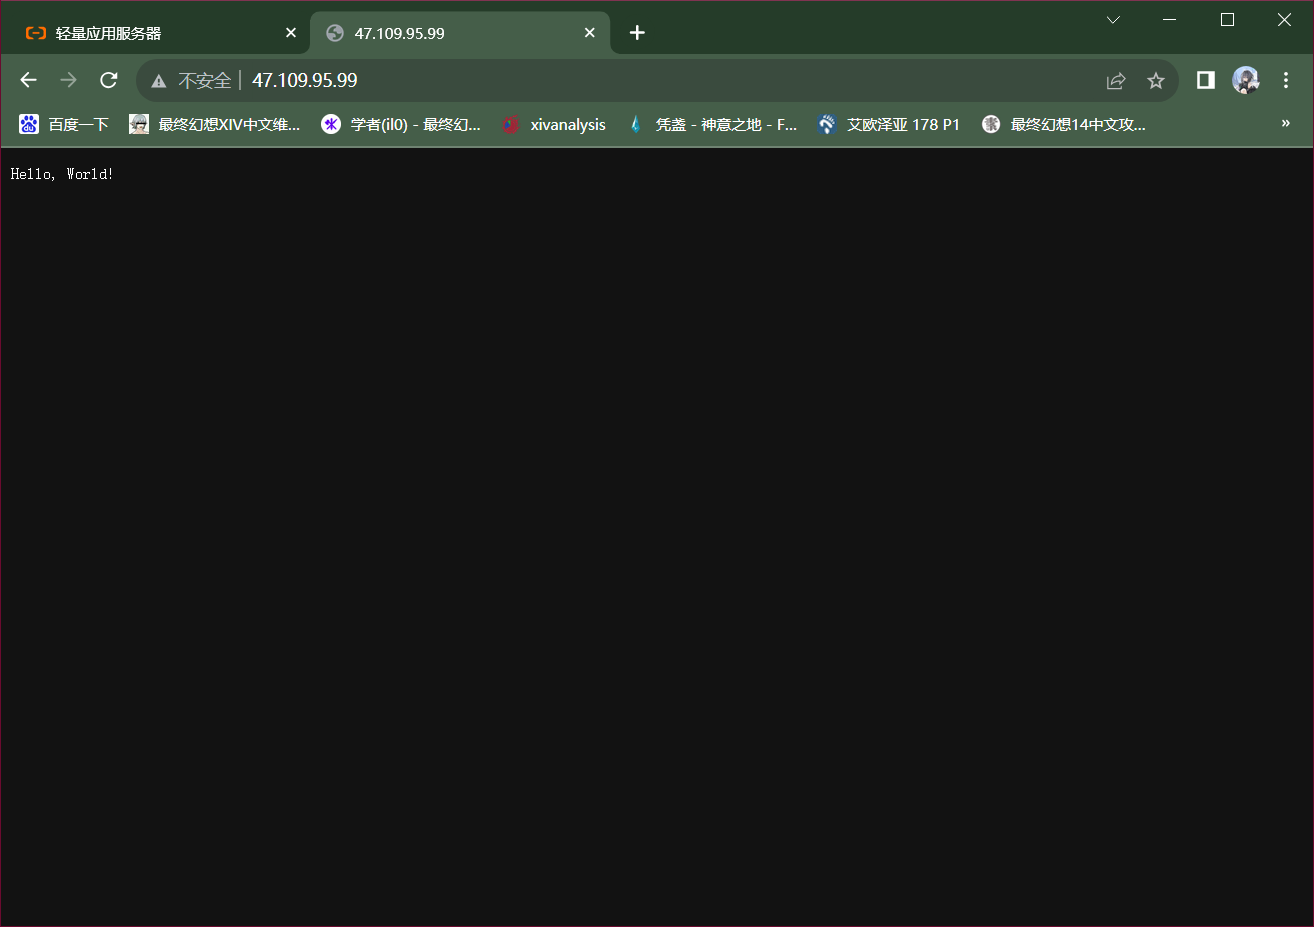 轻量应用服务器
47.109.95.99
不安全 47.109.95.99
百度一下 最终幻想XIV中文维... 学者(il0) - 最终幻... xivanalysis 凭盏 - 神意之地 - F... 艾欧泽亚 178 P1 最终幻想14中文攻... »
Hello, World!